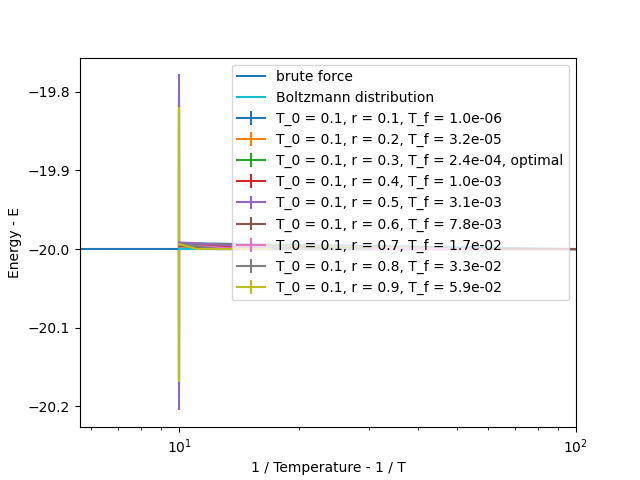 brute force
Boltzmann distribution
T_0 = 0.1, r = 0.1, T_f = 1.0e-06
T_0 = 0.1, r = 0.2, T_f = 3.2e-05
T_0 = 0.1, r = 0.3, T_f = 2.4e-04, optimal
T_0 = 0.1, r = 0.4, T_f = 1.0e-03
T_0 = 0.1, r = 0.5, T_f = 3.1e-03
T_0 = 0.1, r = 0.6, T_f = 7.8e-03
T_0 = 0.1, r = 0.7, T_f = 1.7e-02
T_0 = 0.1, r = 0.8, T_f = 3.3e-02
T_0 = 0.1, r = 0.9, T_f = 5.9e-02
−19.8
−19.9
−20.0
−20.1
−20.2
Energy - E
10¹
10²
1 / Temperature - 1 / T